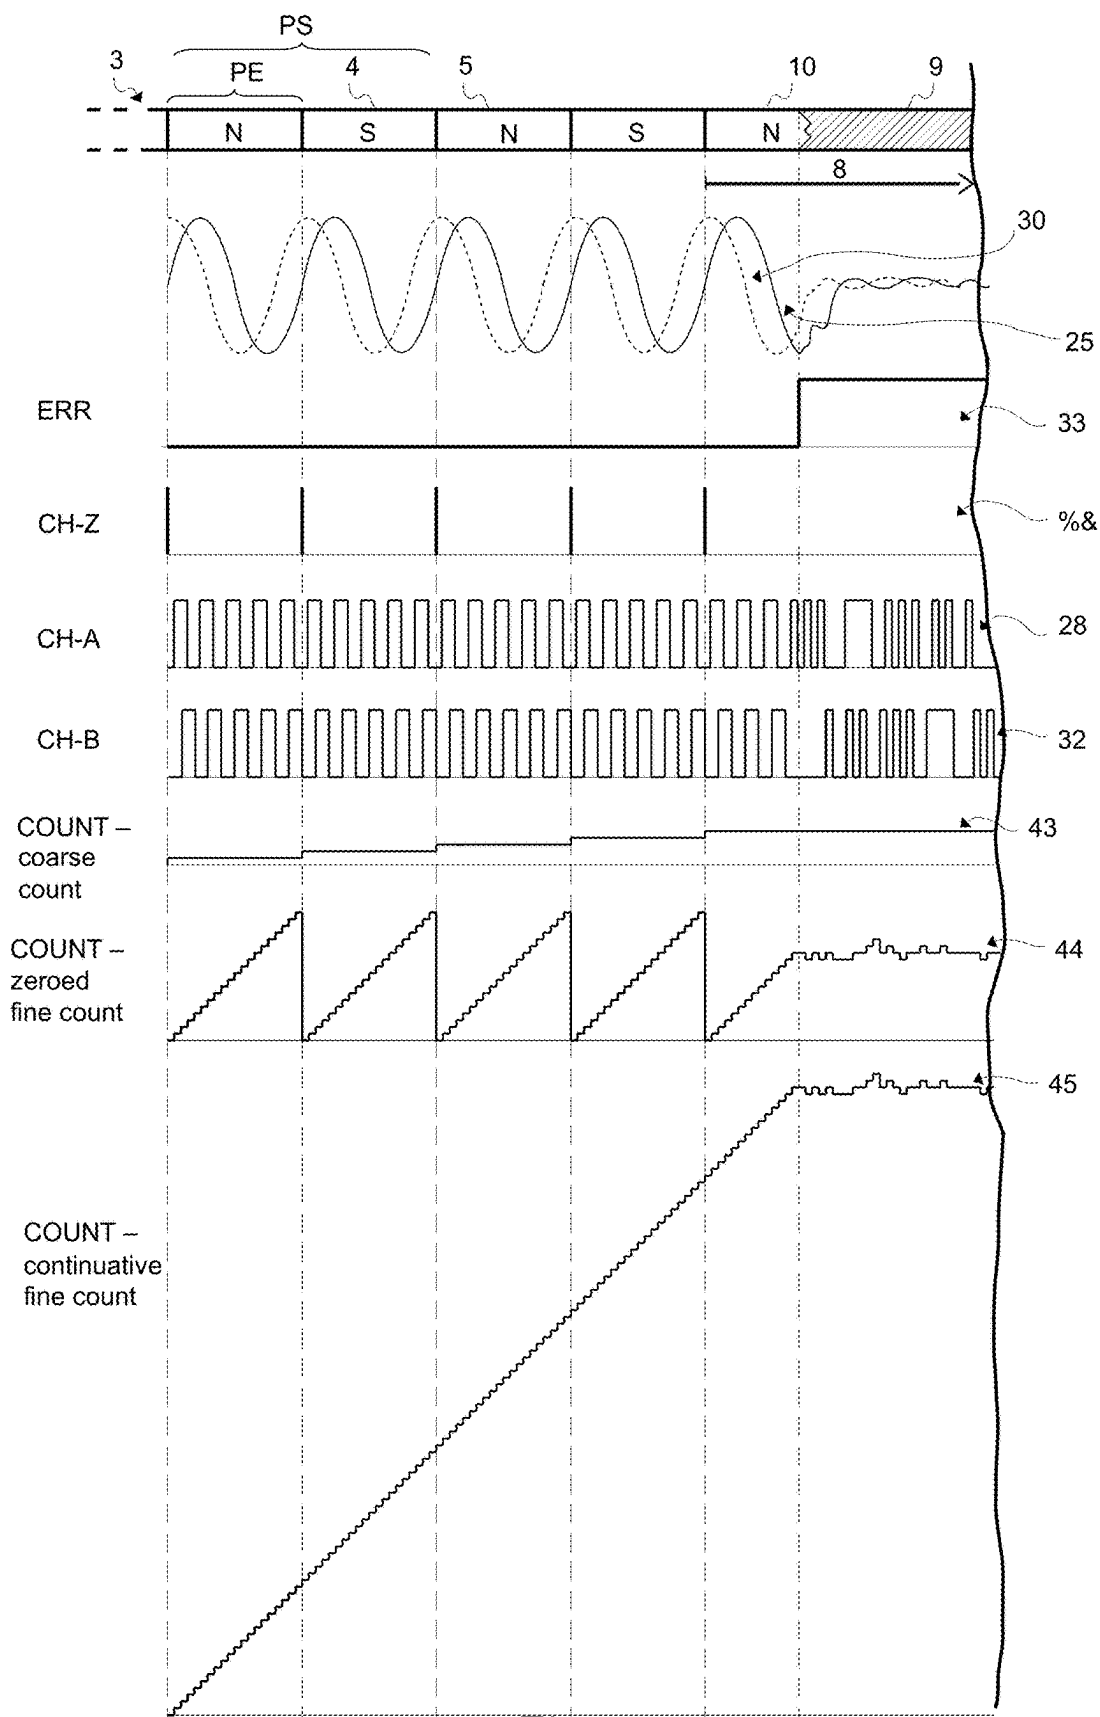 PS
3
PE
4
5
10
9
N
S
N
S
N
8
30
25
ERR
33
CH-Z
%&
CH-A
28
CH-B
32
COUNT –
coarse
count
43
COUNT –
zeroed
fine count
44
45
COUNT –
continuative
fine count